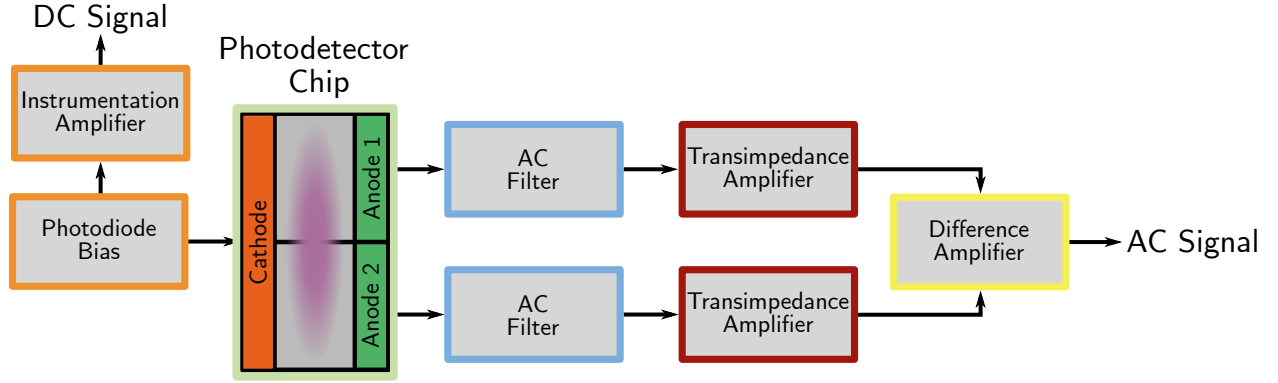 DC Signal
Instrumentation
Amplifier
Photodiode
Bias
Photodetector
Chip
Cathode
Anode 1
Anode 2
AC
Filter
Transimpedance
Amplifier
AC
Filter
Transimpedance
Amplifier
Difference
Amplifier
AC Signal